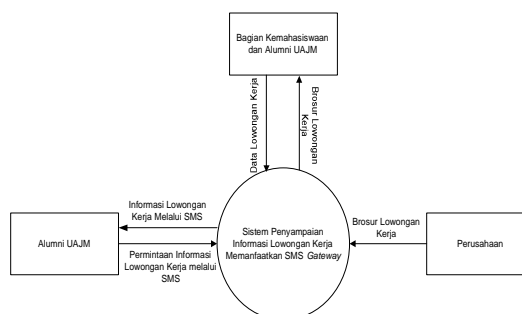 Bagian Kemahasiswaan
dan Alumni UAJM
Data Lowongan Kerja
Brosur Lowongan
Kerja
Informasi Lowongan
Kerja Melalui SMS
Alumni UAJM
Permintaan Informasi
Lowongan Kerja melalui
SMS
Sistem Penyampaian
Informasi Lowongan Kerja
Memanfaatkan SMS Gateway
Brosur Lowongan
Kerja
Perusahaan